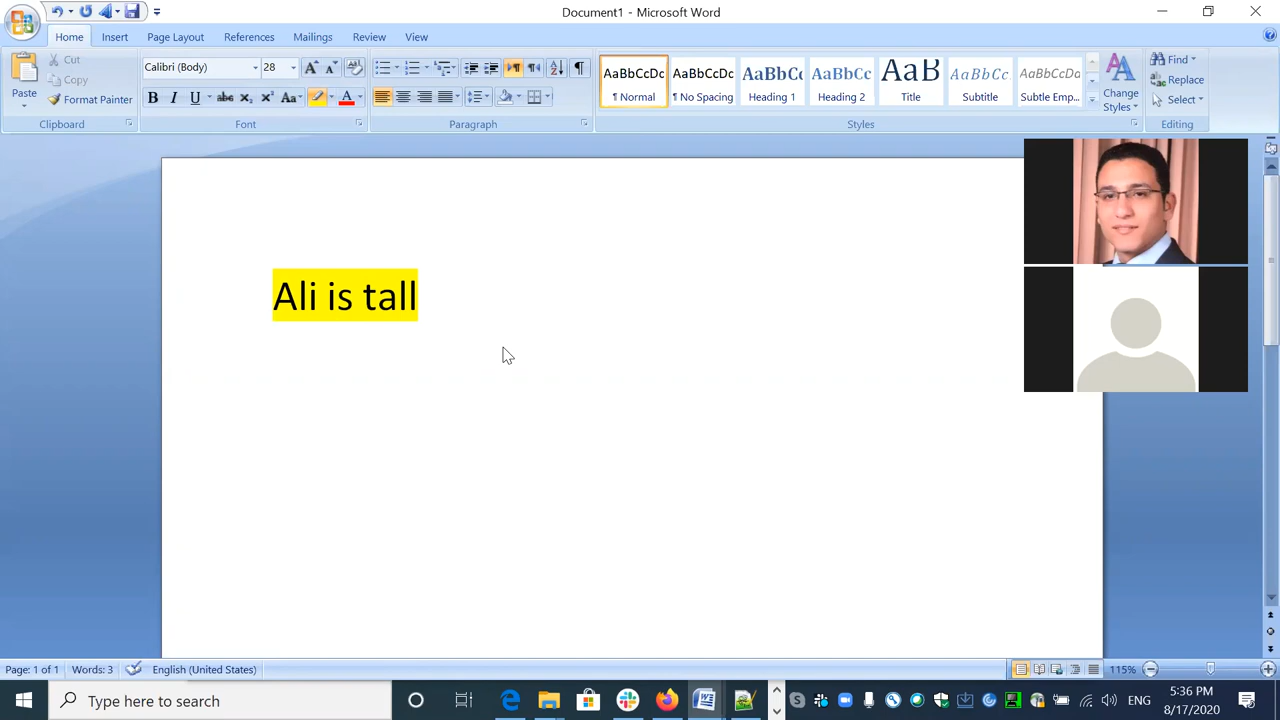 Document1 - Microsoft Word
Home Insert Page Layout References Mailings Review View
Cut
Copy
Format Painter
Paste
Clipboard
Calibri (Body) 28
Font
Paragraph
AaBbCcDc AaBbCcDc AaBbCc AaBbCc AaB AaBbCc AaBbCcDa
¶ Normal ¶ No Spacing Heading 1 Heading 2 Title Subtitle Subtle Emp...
Change Styles
Styles
Find
Replace
Select
Editing
Ali is tall
Page: 1 of 1 Words: 3 English (United States) 115%
Type here to search
ENG
5:36 PM
8/17/2020